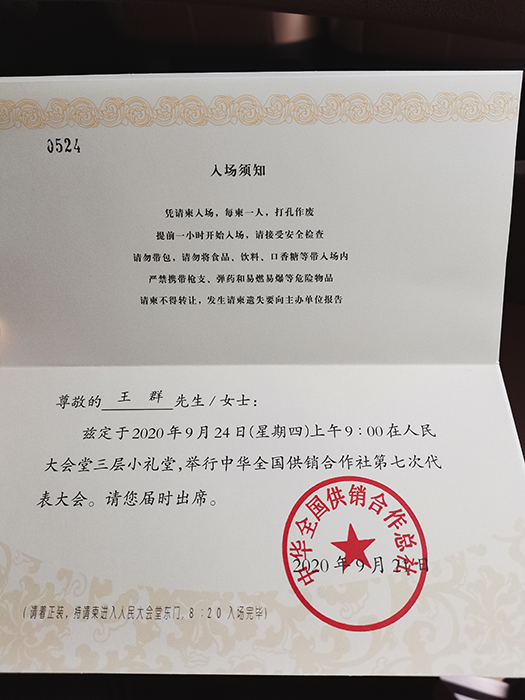 0524
入场须知
凭请柬入场，每柬一人，打孔作废
提前一小时开始入场，请接受安全检查
请勿带包，请勿将食品、饮料、口香糖等带入场内
严禁携带枪支、弹药和易燃易爆等危险物品
请柬不得转让，发生请柬遗失要向主办单位报告
尊敬的 王 群 先生/女士：
兹定于2020年9月24日(星期四)上午9:00在人民
大会堂三层小礼堂，举行中华全国供销合作社第七次代
表大会。请您届时出席。
中华全国供销合作总社
2020年9月21日
(请着正装，持请柬进入人民大会堂东门，8：20入场完毕)